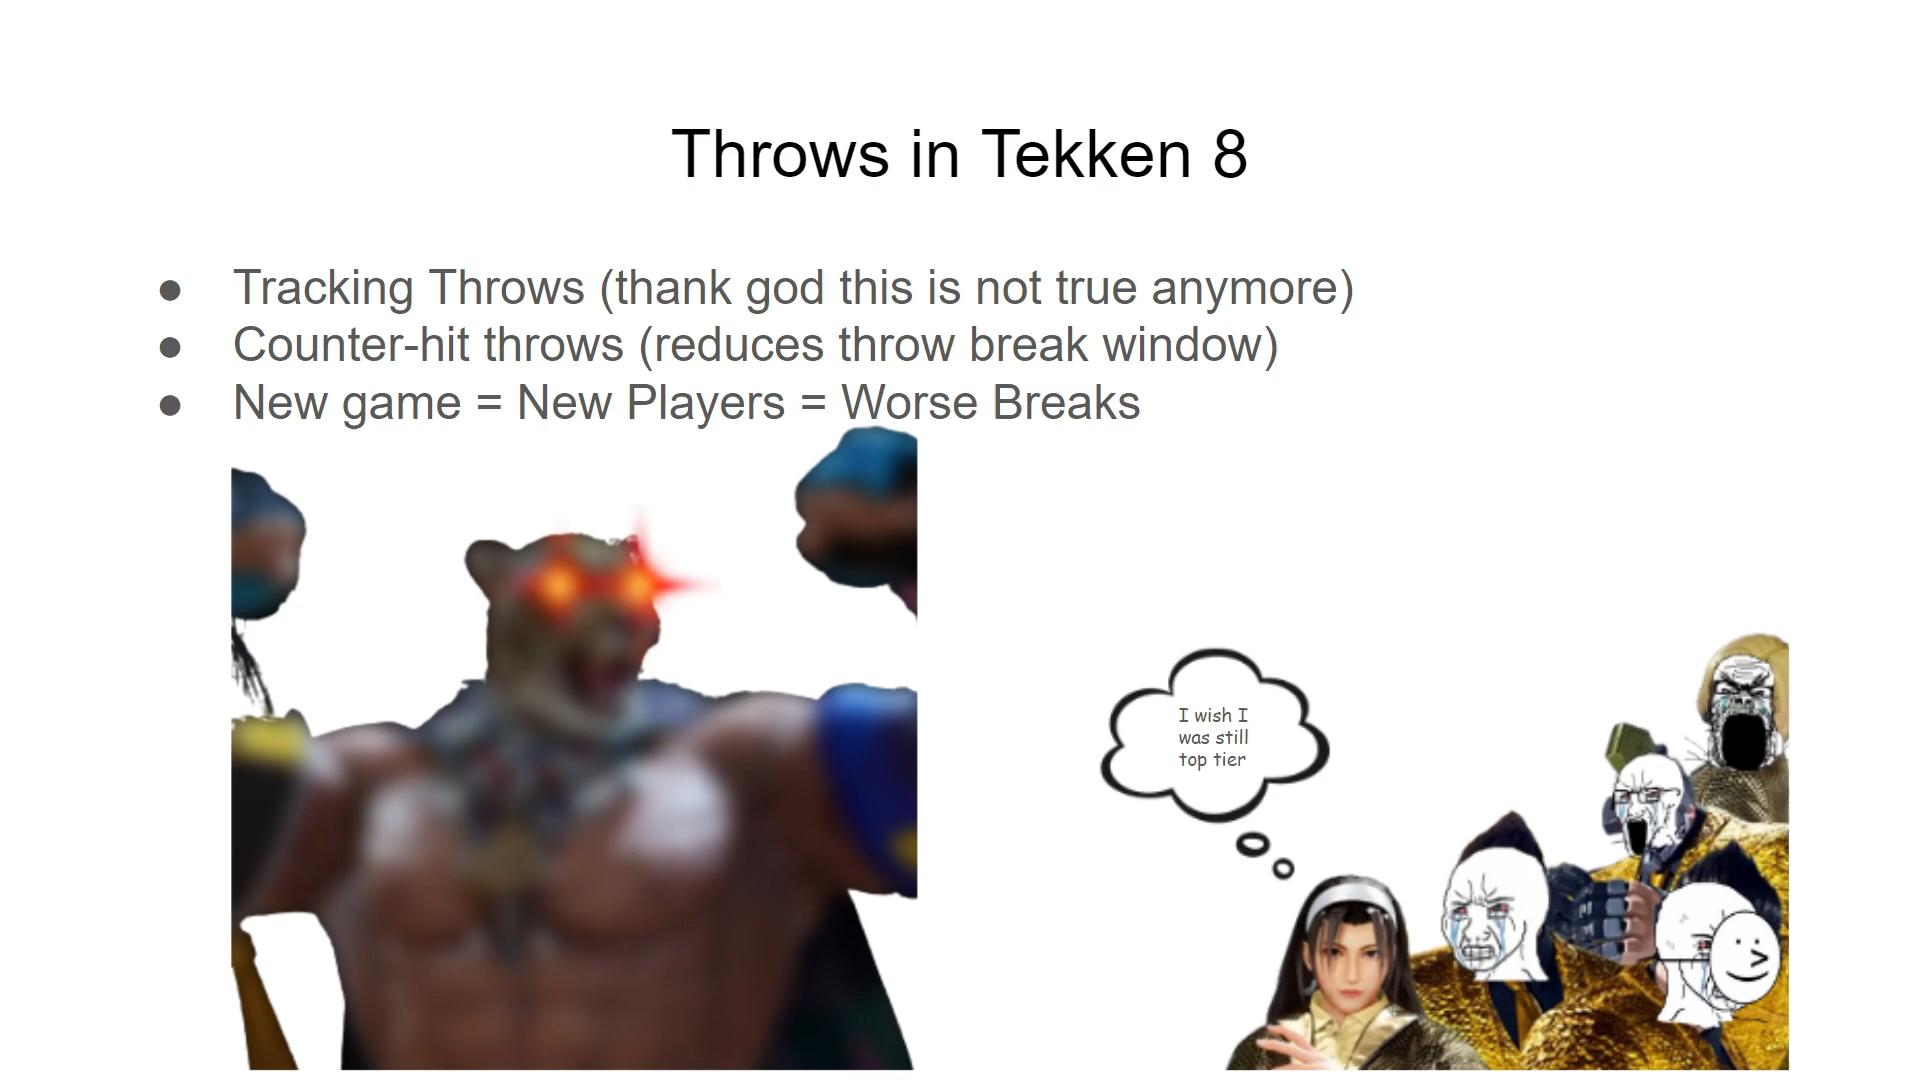 Throws in Tekken 8
● Tracking Throws (thank god this is not true anymore)
● Counter-hit throws (reduces throw break window)
● New game = New Players = Worse Breaks
I wish I
was still
top tier